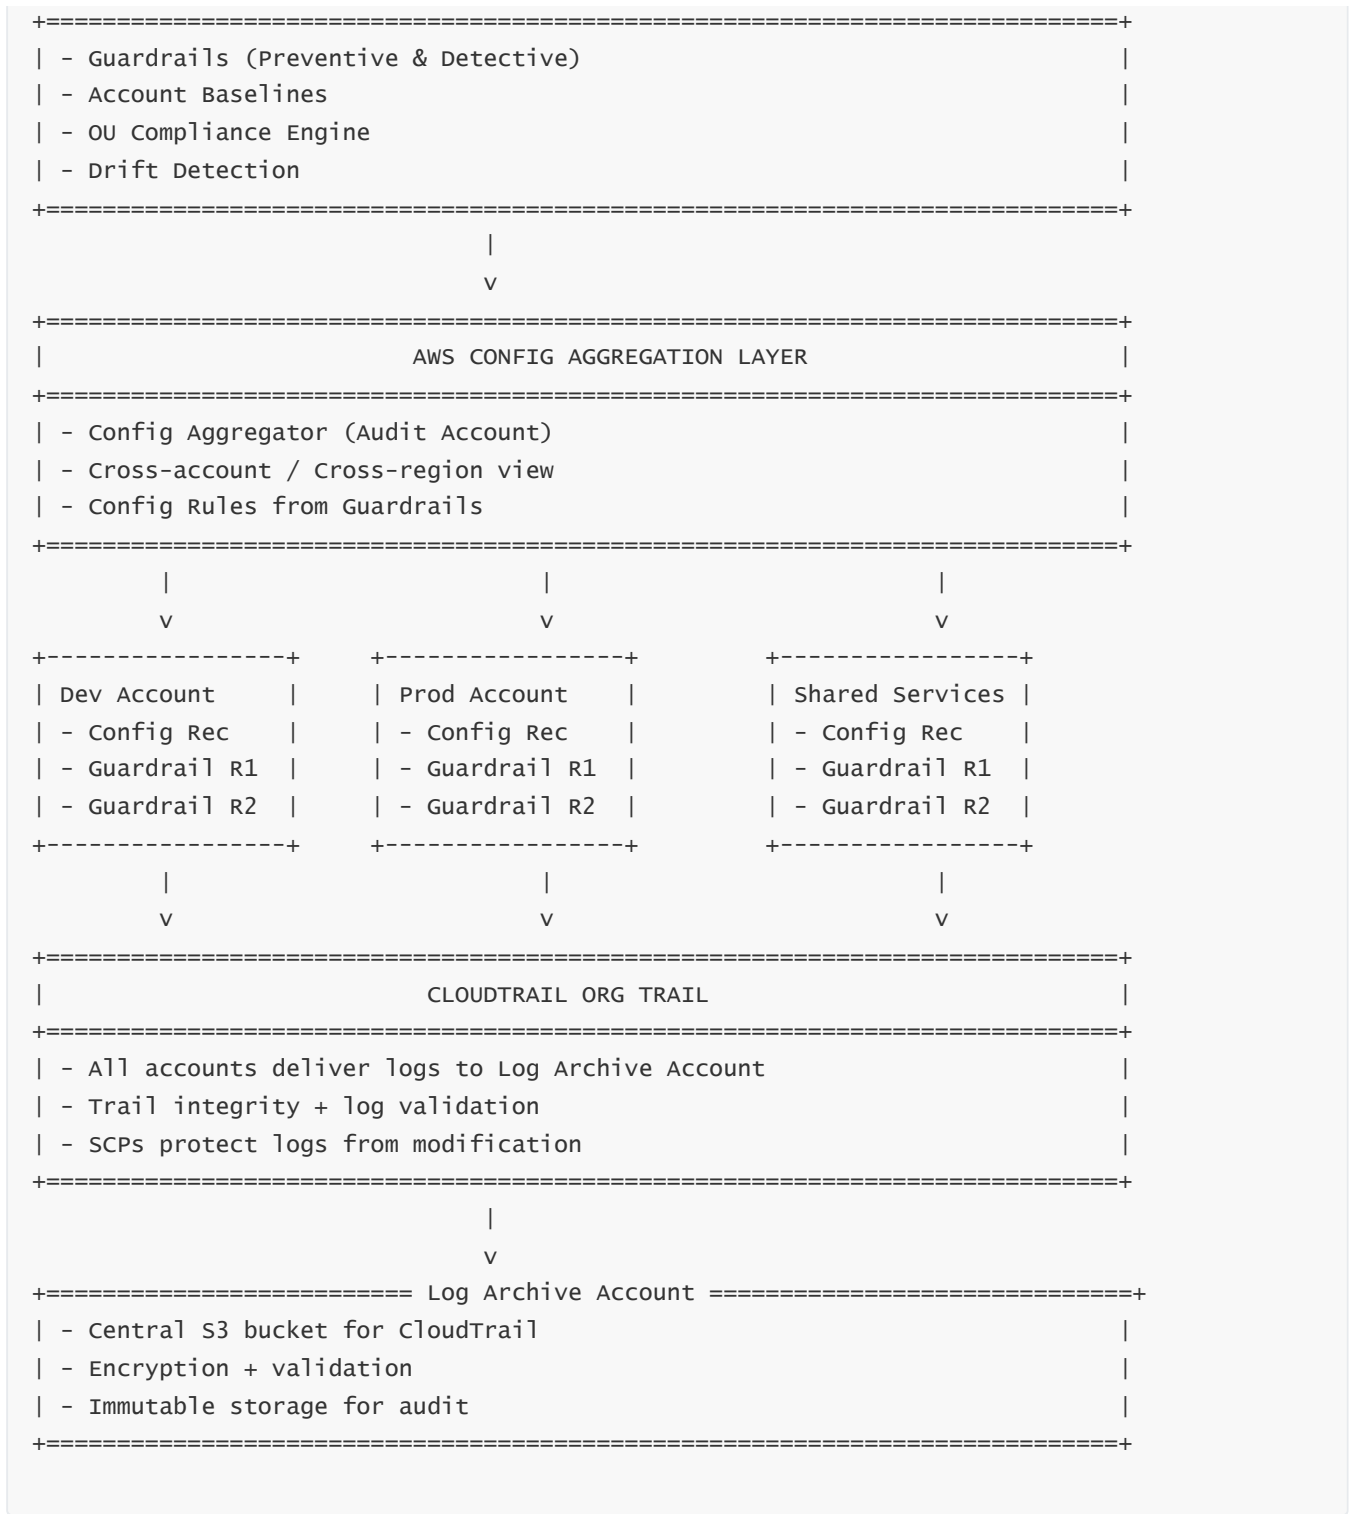 +============================================================================+
| - Guardrails (Preventive & Detective)                                      |
| - Account Baselines                                                        |
| - OU Compliance Engine                                                     |
| - Drift Detection                                                          |
+============================================================================+
                                |
                                v
+============================================================================+
|                          AWS CONFIG AGGREGATION LAYER                      |
+============================================================================+
| - Config Aggregator (Audit Account)                                        |
| - Cross-account / Cross-region view                                        |
| - Config Rules from Guardrails                                             |
+============================================================================+
         |                          |                           |
         v                          v                           v
+-----------------+     +-----------------+         +-----------------+
| Dev Account     |     | Prod Account    |         | Shared Services |
| - Config Rec    |     | - Config Rec    |         | - Config Rec    |
| - Guardrail R1  |     | - Guardrail R1  |         | - Guardrail R1  |
| - Guardrail R2  |     | - Guardrail R2  |         | - Guardrail R2  |
+-----------------+     +-----------------+         +-----------------+
         |                          |                           |
         v                          v                           v
+============================================================================+
|                           CLOUDTRAIL ORG TRAIL                             |
+============================================================================+
| - All accounts deliver logs to Log Archive Account                         |
| - Trail integrity + log validation                                         |
| - SCPs protect logs from modification                                      |
+============================================================================+
                                |
                                v
+========================== Log Archive Account ==============================+
| - Central S3 bucket for CloudTrail                                         |
| - Encryption + validation                                                  |
| - Immutable storage for audit                                              |
+============================================================================+